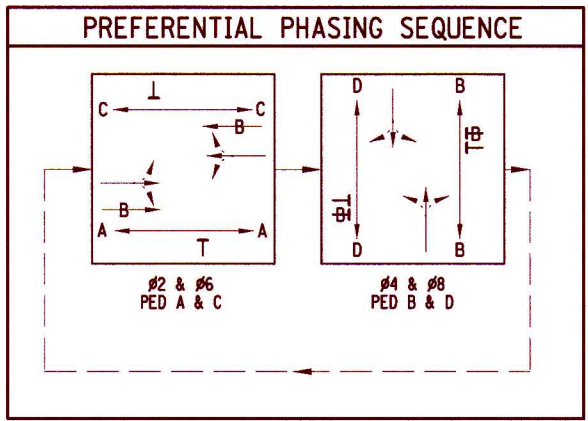 PREFERENTIAL PHASING SEQUENCE
C C
B
B
A A
Ø2 & Ø6
PED A & C
D B
B
B
D B
Ø4 & Ø8
PED B & D